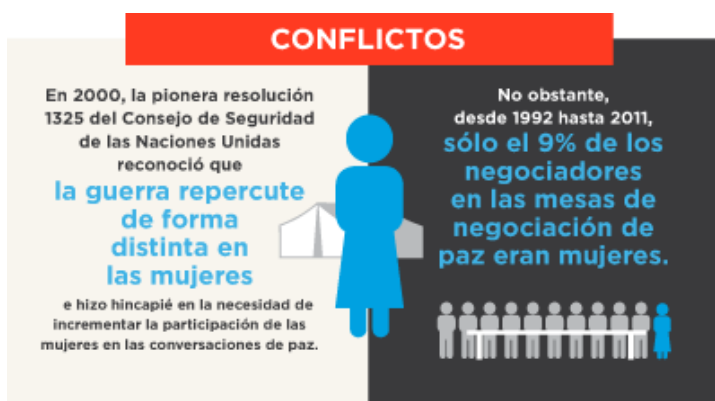 CONFLICTOS
En 2000, la pionera resolución
1325 del Consejo de Seguridad
de las Naciones Unidas
reconoció que
la guerra repercute
de forma
distinta en
las mujeres
e hizo hincapié en la necesidad de
incrementar la participación de las
mujeres en las conversaciones de paz.
No obstante,
desde 1992 hasta 2011,
sólo el 9% de los
negociadores
en las mesas de
negociación de
paz eran mujeres.